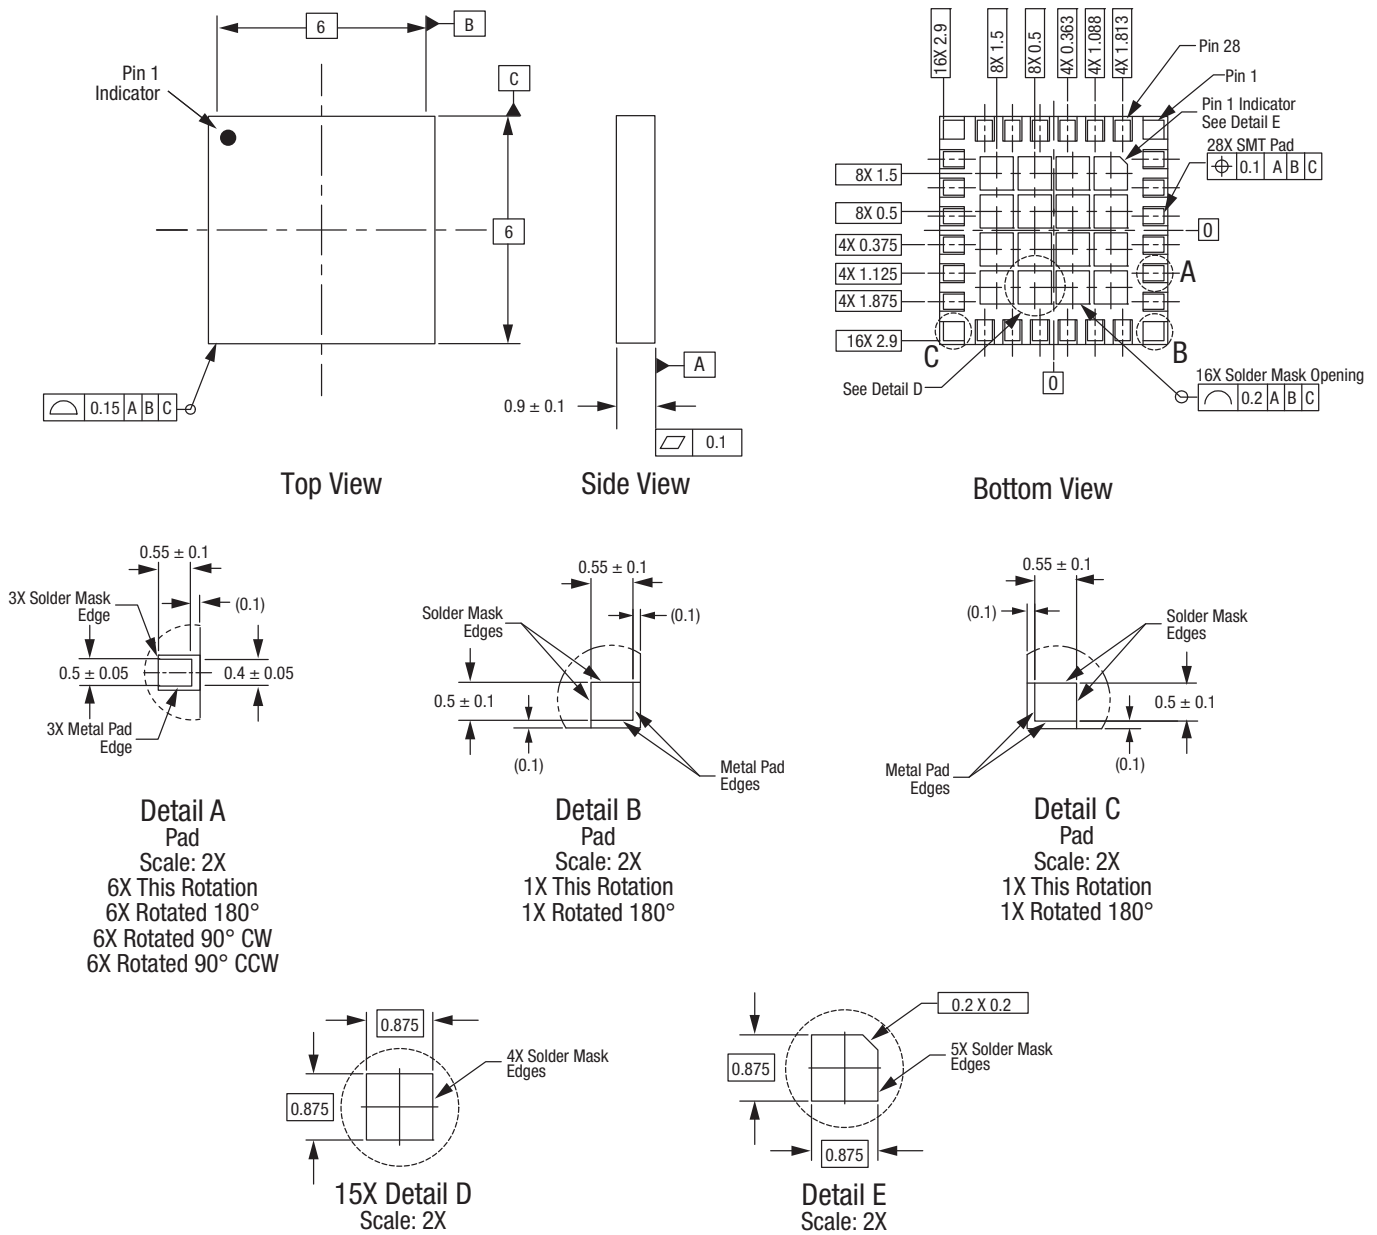 6
B
Pin 1
Indicator
C
6
0.15 A B C
Top View
A
0.9 ± 0.1
0.1
Side View
16X 2.9
8X 1.5
8X 0.5
4X 0.363
4X 1.088
4X 1.813
Pin 28
Pin 1
Pin 1 Indicator
See Detail E
28X SMT Pad
0.1 A B C
8X 1.5
8X 0.5
4X 0.375
4X 1.125
4X 1.875
16X 2.9
0
A
B
C
0
See Detail D
16X Solder Mask Opening
0.2 A B C
Bottom View
0.55 ± 0.1
3X Solder Mask
Edge
(0.1)
0.5 ± 0.05
0.4 ± 0.05
3X Metal Pad
Edge
Detail A
Pad
Scale: 2X
6X This Rotation
6X Rotated 180°
6X Rotated 90° CW
6X Rotated 90° CCW
0.55 ± 0.1
Solder Mask
Edges
(0.1)
0.5 ± 0.1
(0.1)
Metal Pad
Edges
Detail B
Pad
Scale: 2X
1X This Rotation
1X Rotated 180°
0.55 ± 0.1
(0.1)
Solder Mask
Edges
0.5 ± 0.1
Metal Pad
Edges
(0.1)
Detail C
Pad
Scale: 2X
1X This Rotation
1X Rotated 180°
0.875
4X Solder Mask
Edges
0.875
15X Detail D
Scale: 2X
0.2 X 0.2
5X Solder Mask
Edges
0.875
0.875
Detail E
Scale: 2X